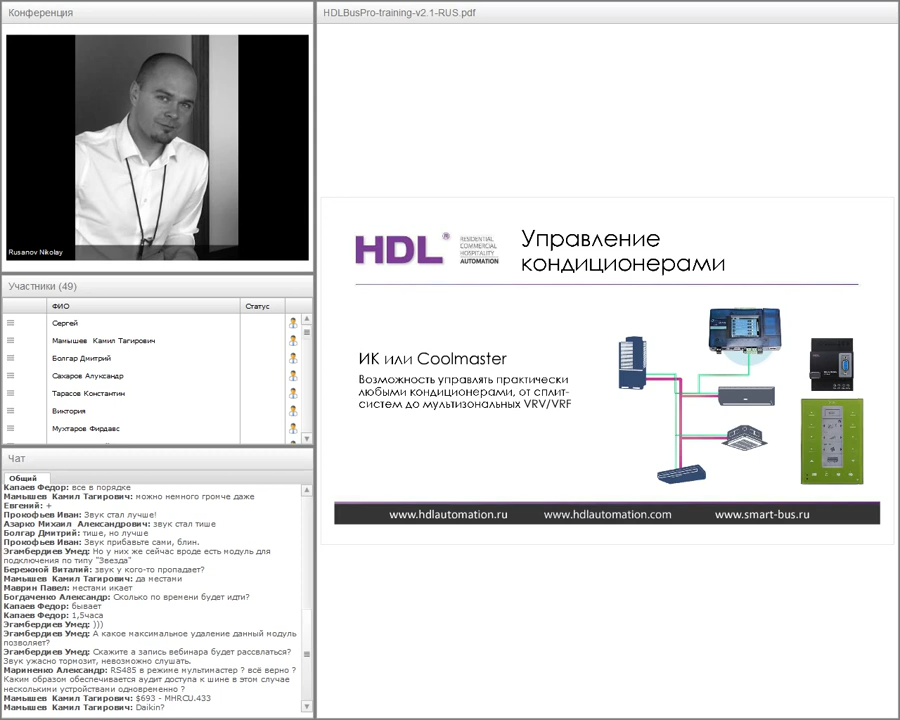 Конференция
Rusanov Nikolay
Участники (49)
ФИО Статус
Сергей
Мамышев Камил Тагирович
Болгар Дмитрий
Сахаров Алуксандр
Тарасов Константин
Виктория
Мухтаров Фирдавс
Чат
Общий
Капаев Федор: все в порядке
Мамышев Камил Тагирович: можно немного громче даже
Евгений: +
Прокофьев Иван: Звук стал лучше!
Азарко Михаил Александрович: звук стал тише
Болгар Дмитрий: тише, но лучше
Прокофьев Иван: Звук прибавьте сами, блин.
Эгамбердиев Умед: Но у них же сейчас вроде есть модуль для
подключения по типу "Звезда"
Бережной Виталий: звук у кого-то пропадает?
Мамышев Камил Тагирович: да местами
Маврин Павел: местами икает
Богдаченко Александр: Сколько по времени будет идти?
Капаев Федор: бывает
Капаев Федор: 1,5часа
Эгамбердиев Умед: )))
Эгамбердиев Умед: А какое максимальное удаление данный модуль
позволяет?
Эгамбердиев Умед: Скажите а запись вебинара будет рассвлаться?
Звук ужасно тормозит, невозможно слушать.
Мариненко Александр: RS485 в режиме мультимастер ? всё верно ?
Каким образом обеспечивается аудит доступа к шине в этом случае
несколькими устройствами одновременно ?
Мамышев Камил Тагирович: $693 - MHRCU.433
Мамышев Камил Тагирович: Daikin?
HDLBusPro-training-v2.1-RUS.pdf
HDL®
RESIDENTIAL
COMMERCIAL
HOSPITALITY
AUTOMATION
Управление
кондиционерами
ИК или Coolmaster
Возможность управлять практически
любыми кондиционерами, от сплит-
систем до мультизональных VRV/VRF
www.hdlautomation.ru www.hdlautomation.com www.smart-bus.ru